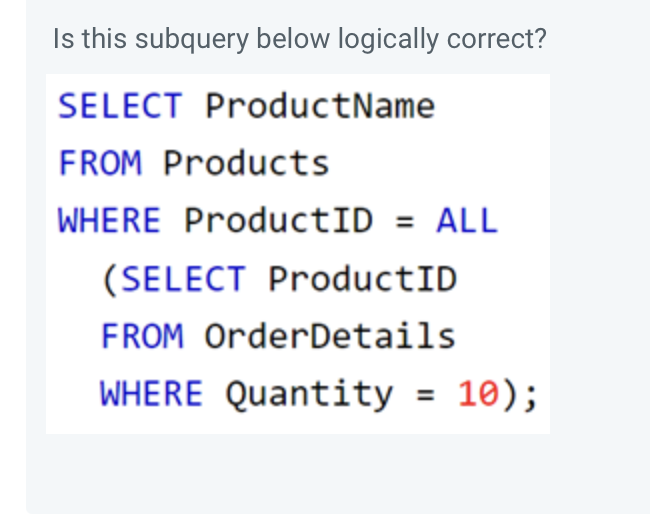 Is this subquery below logically correct?
SELECT ProductName
FROM Products
WHERE ProductID = ALL
(SELECT ProductID
FROM OrderDetails
WHERE Quantity = 10);